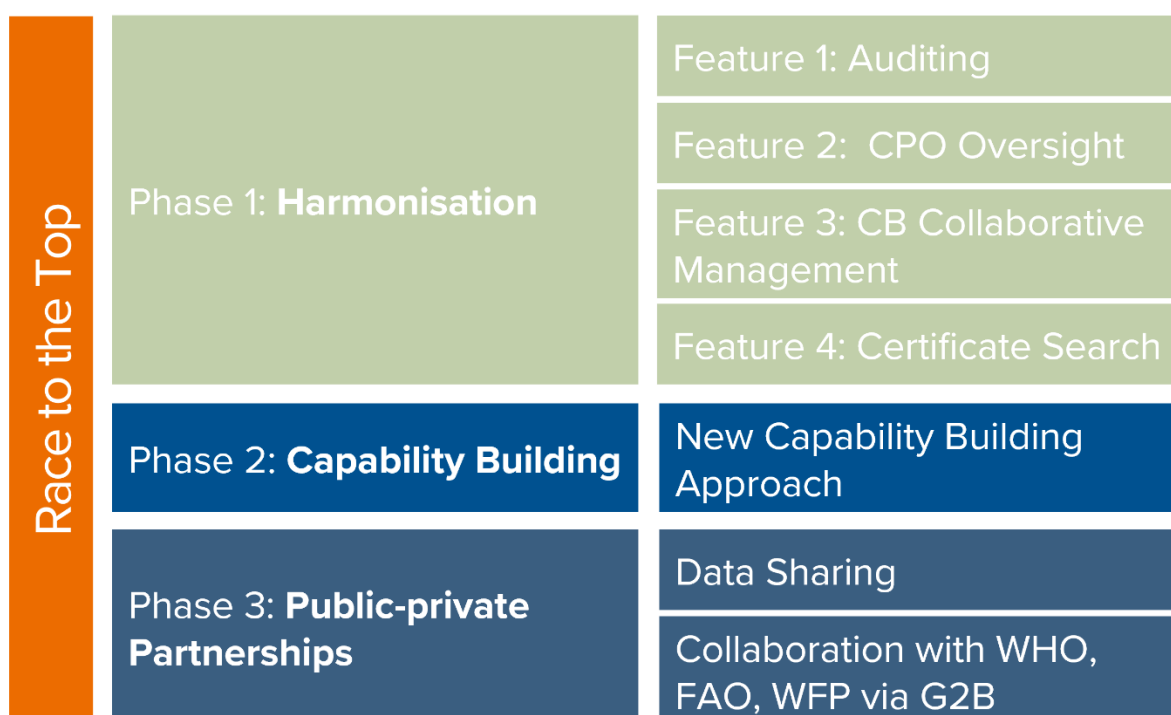 Race to the Top
Phase 1: Harmonisation
Feature 1: Auditing
Feature 2:  CPO Oversight
Feature 3: CB Collaborative
Management
Feature 4: Certificate Search
Phase 2: Capability Building
New Capability Building
Approach
Phase 3: Public-private
Partnerships
Data Sharing
Collaboration with WHO,
FAO, WFP via G2B